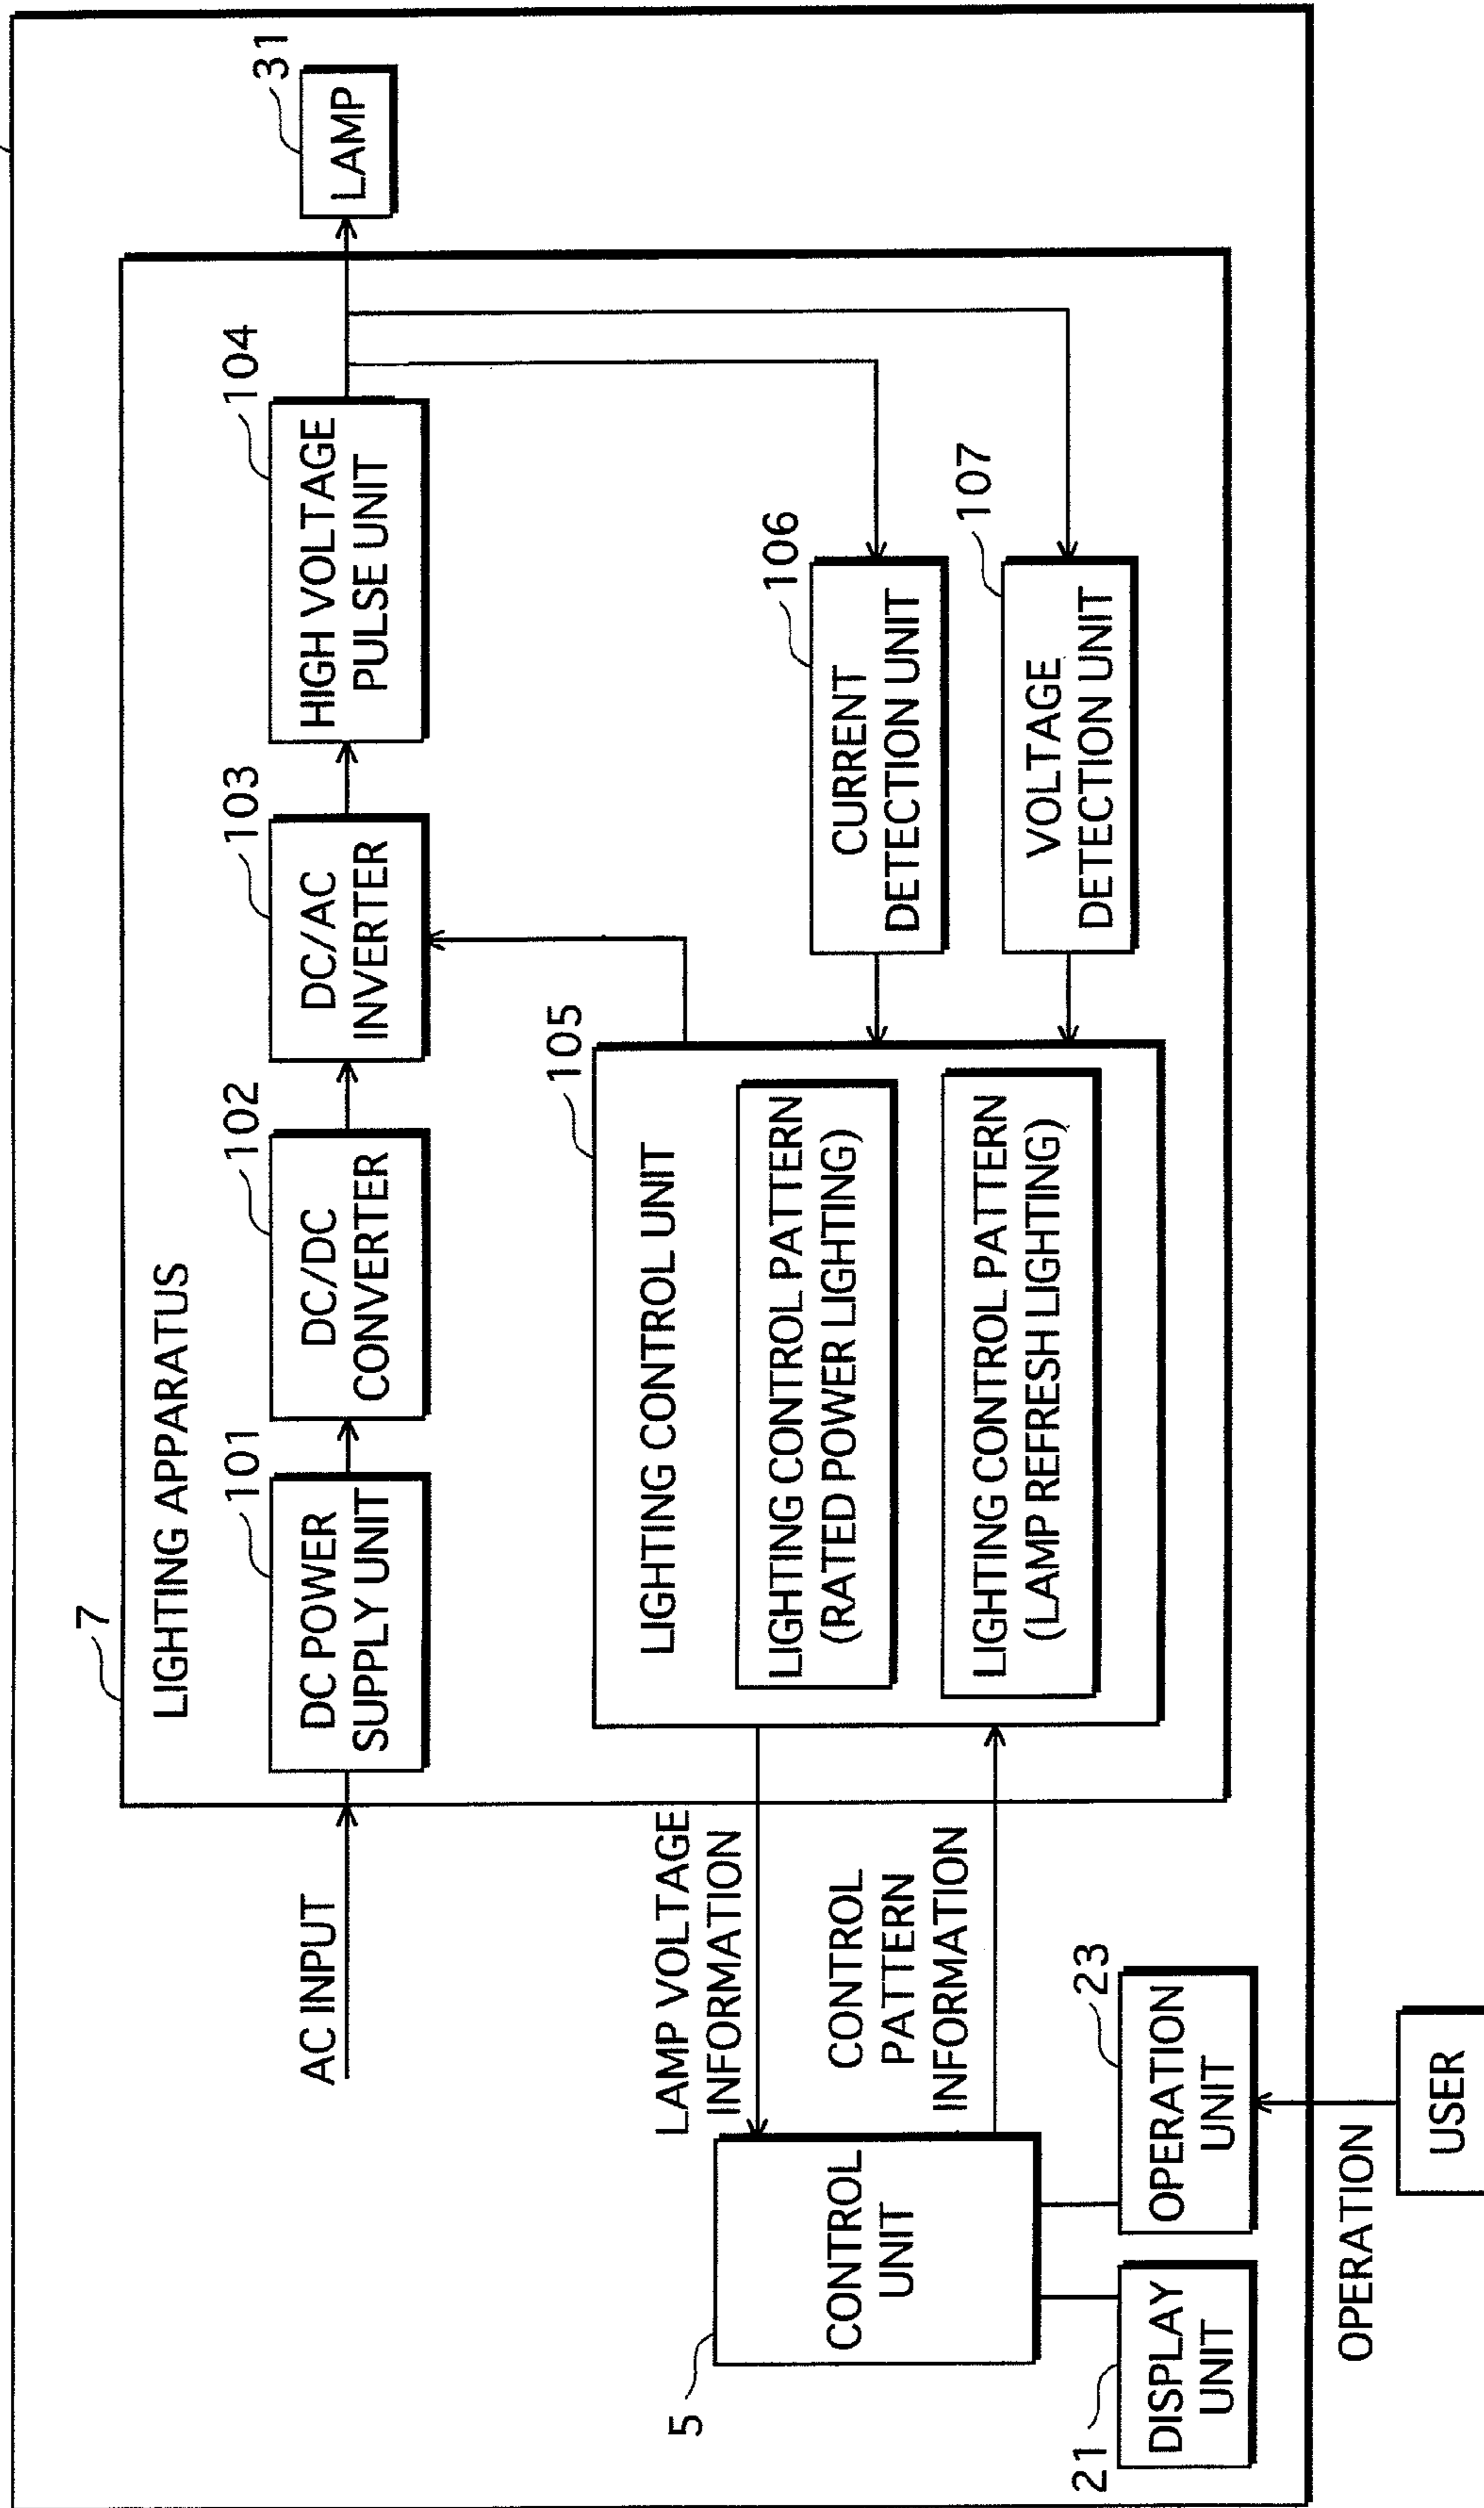 7
LIGHTING APPARATUS
AC INPUT
101
DC POWER
SUPPLY UNIT
102
DC/DC
CONVERTER
103
DC/AC
INVERTER
104
HIGH VOLTAGE
PULSE UNIT
31
LAMP
105
LIGHTING CONTROL UNIT
LIGHTING CONTROL PATTERN
(RATED POWER LIGHTING)
LIGHTING CONTROL PATTERN
(LAMP REFRESH LIGHTING)
106
CURRENT
DETECTION UNIT
107
VOLTAGE
DETECTION UNIT
LAMP VOLTAGE
INFORMATION
CONTROL
PATTERN
INFORMATION
5
CONTROL
UNIT
21
DISPLAY
UNIT
23
OPERATION
UNIT
OPERATION
USER